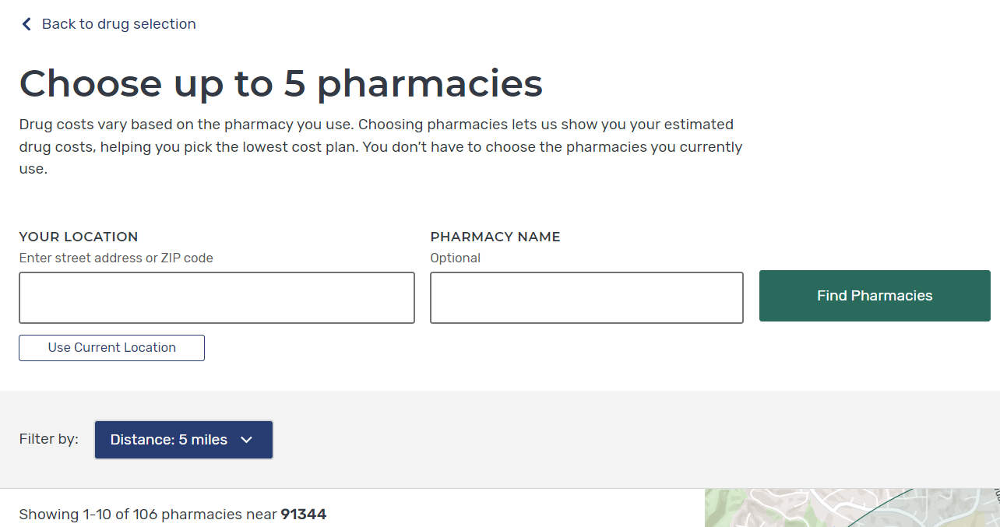 Back to drug selection
Choose up to 5 pharmacies
Drug costs vary based on the pharmacy you use. Choosing pharmacies lets us show you your estimated
drug costs, helping you pick the lowest cost plan. You don’t have to choose the pharmacies you currently
use.
YOUR LOCATION
Enter street address or ZIP code
PHARMACY NAME
Optional
Find Pharmacies
Use Current Location
Filter by:
Distance: 5 miles
Showing 1-10 of 106 pharmacies near 91344